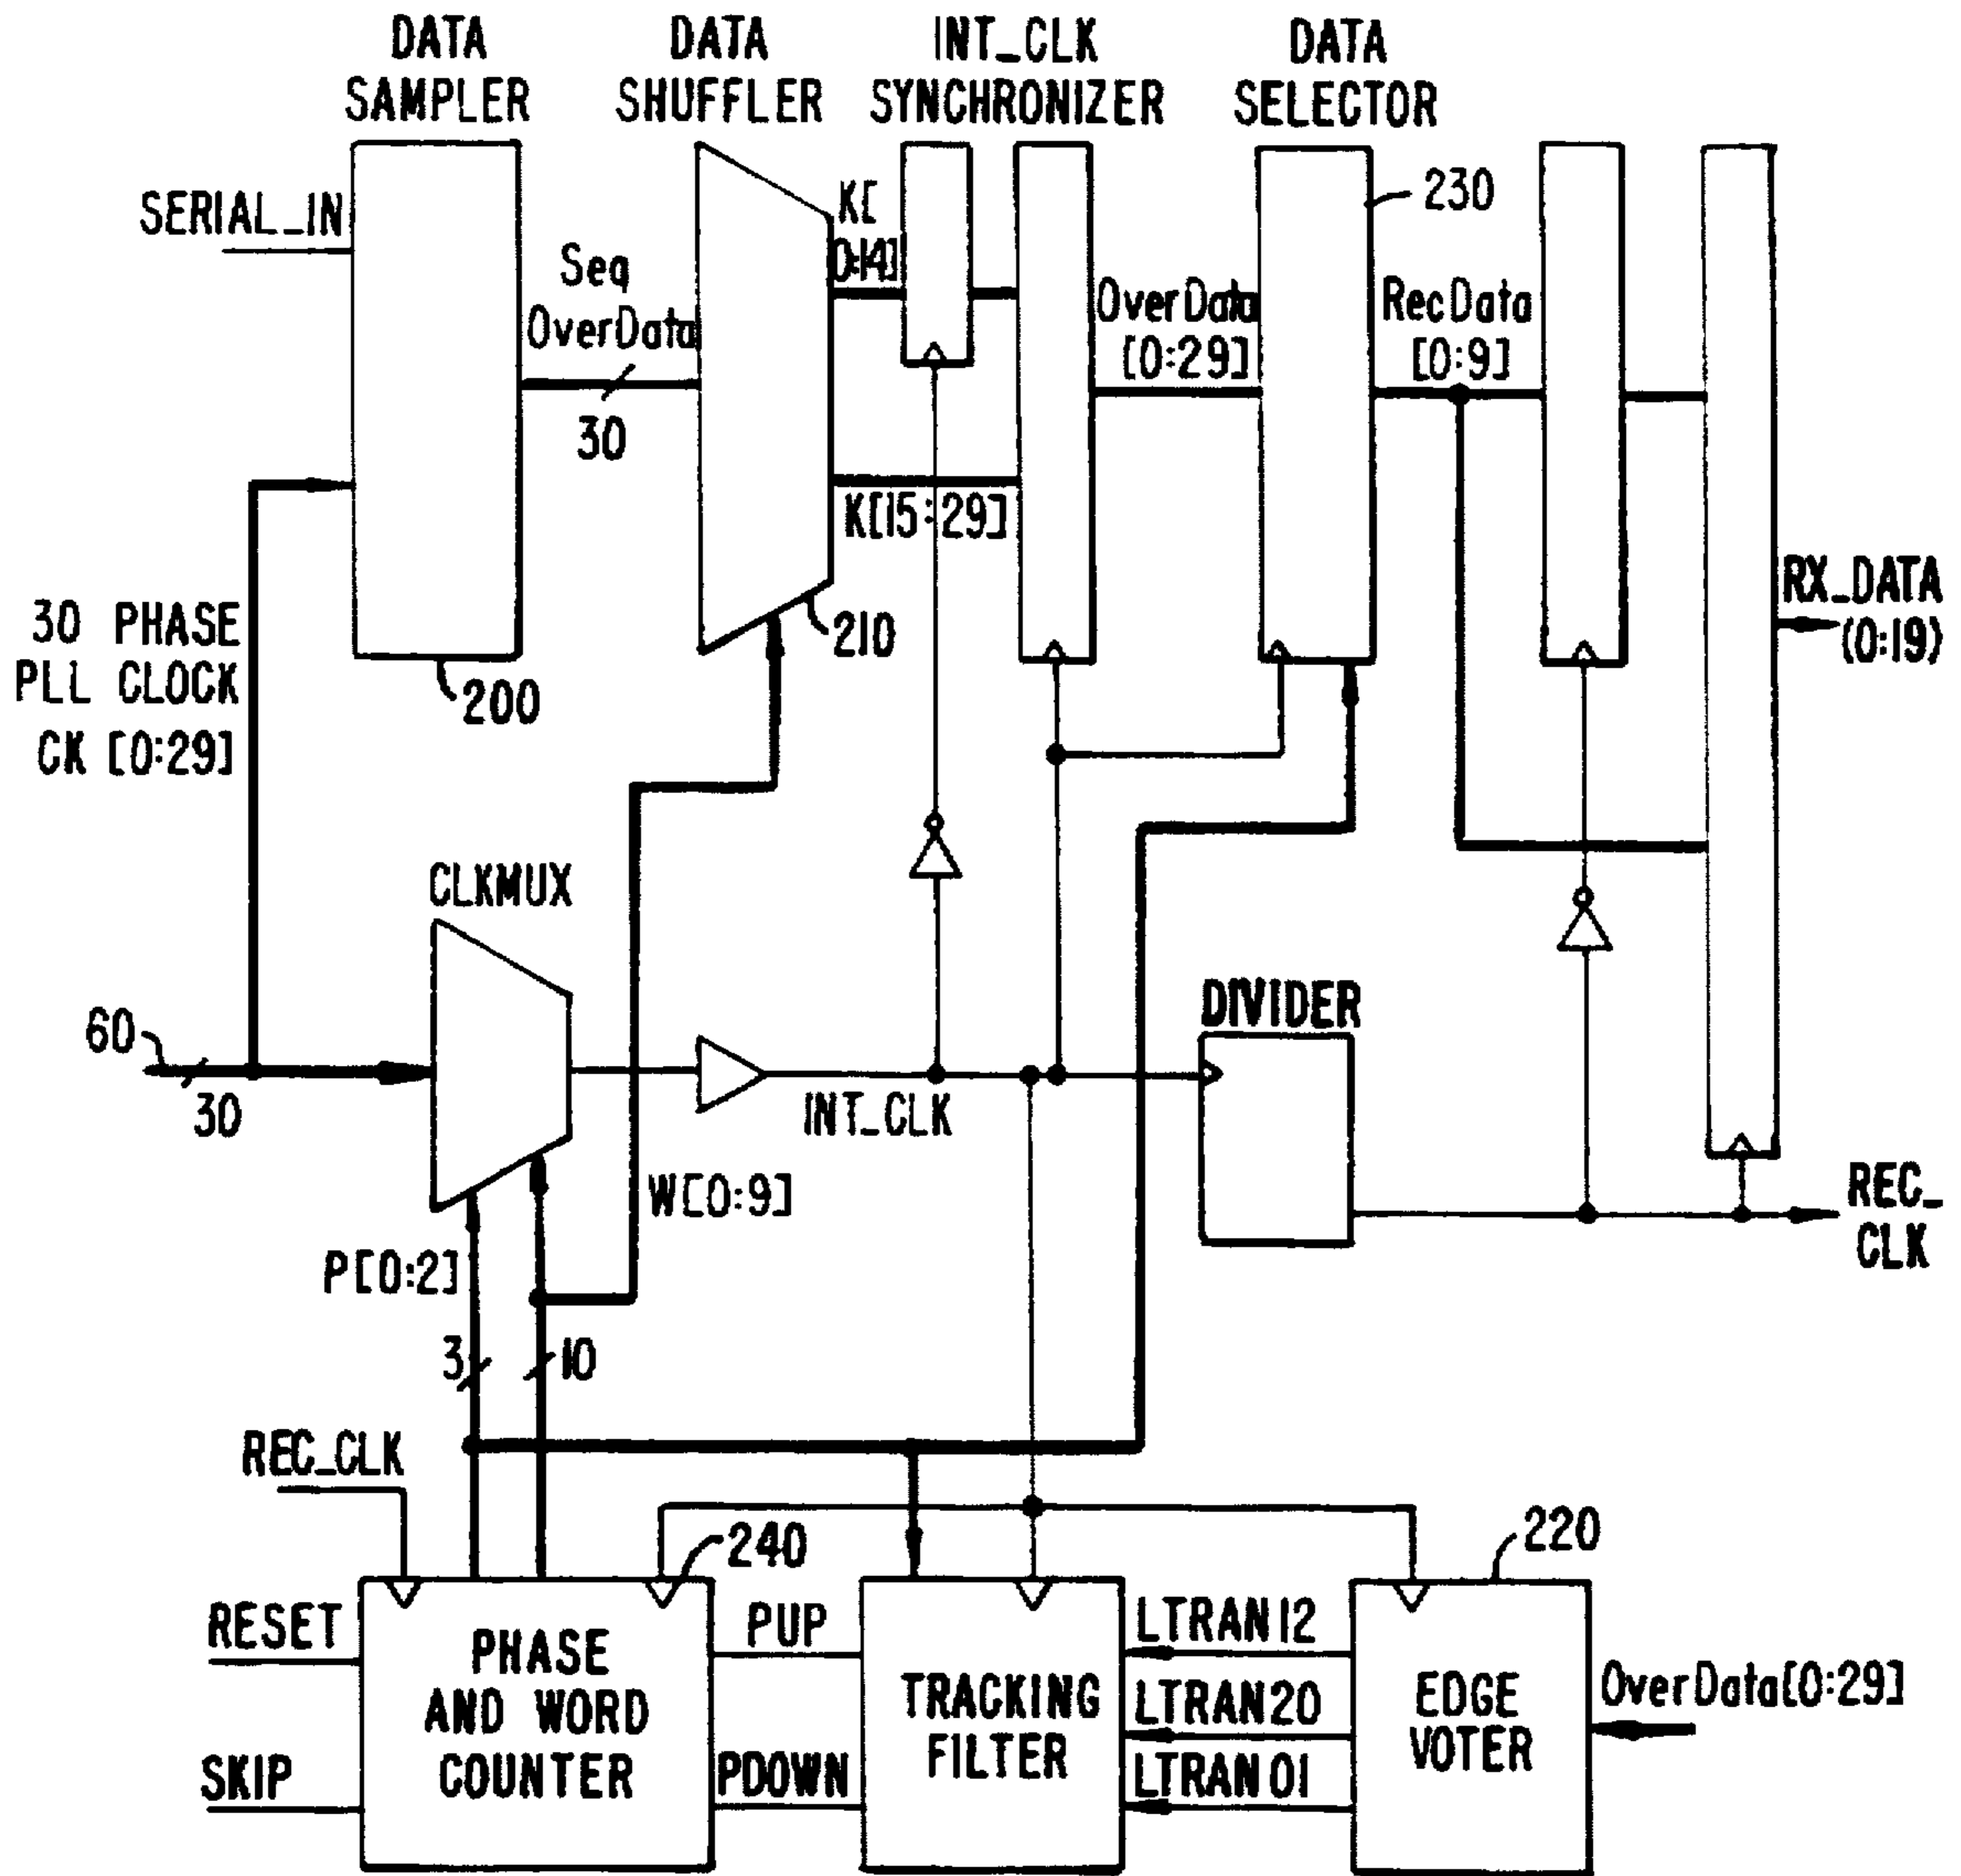 DATA
SAMPLER
DATA
SHUFFLER
INT_CLK
SYNCHRONIZER
DATA
SELECTOR
230
SERIAL_IN
Seq
OverData
30
K[
0:14]
OverData
[0:29]
RecData
[0:9]
K[15:29]
30 PHASE
PLL CLOCK
CK [0:29]
200
210
RX_DATA
(0:19)
CLKMUX
60
30
INT_CLK
DIVIDER
W[0:9]
P[0:2]
REC_
CLK
3
10
REC_CLK
240
220
RESET
SKIP
PHASE
AND WORD
COUNTER
PUP
PDOWN
TRACKING
FILTER
LTRAN12
LTRAN20
LTRAN01
EDGE
VOTER
OverData[0:29]